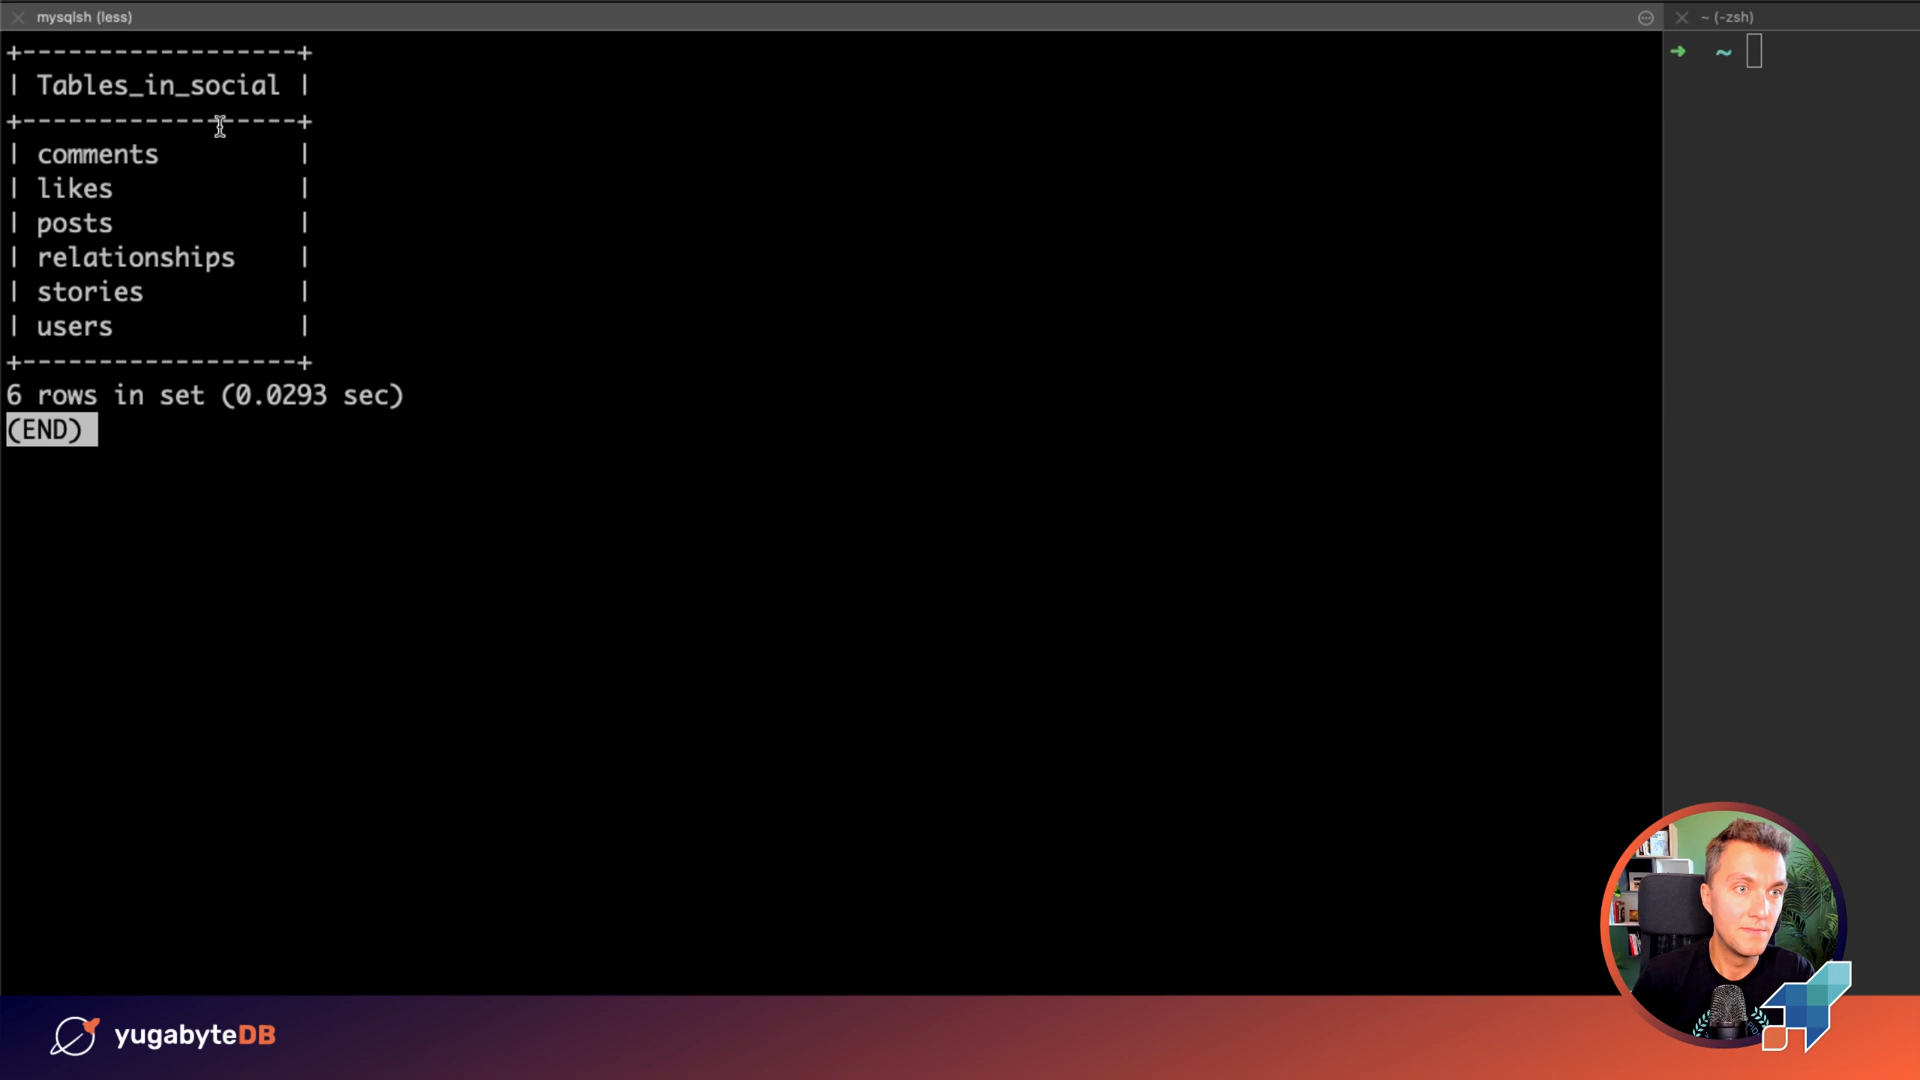 mysqlsh (less)
~ (-zsh)
+------------------+
| Tables_in_social |
+------------------+
| comments         |
| likes            |
| posts            |
| relationships    |
| stories          |
| users            |
+------------------+
6 rows in set (0.0293 sec)
(END)
➜ ~
yugabyteDB